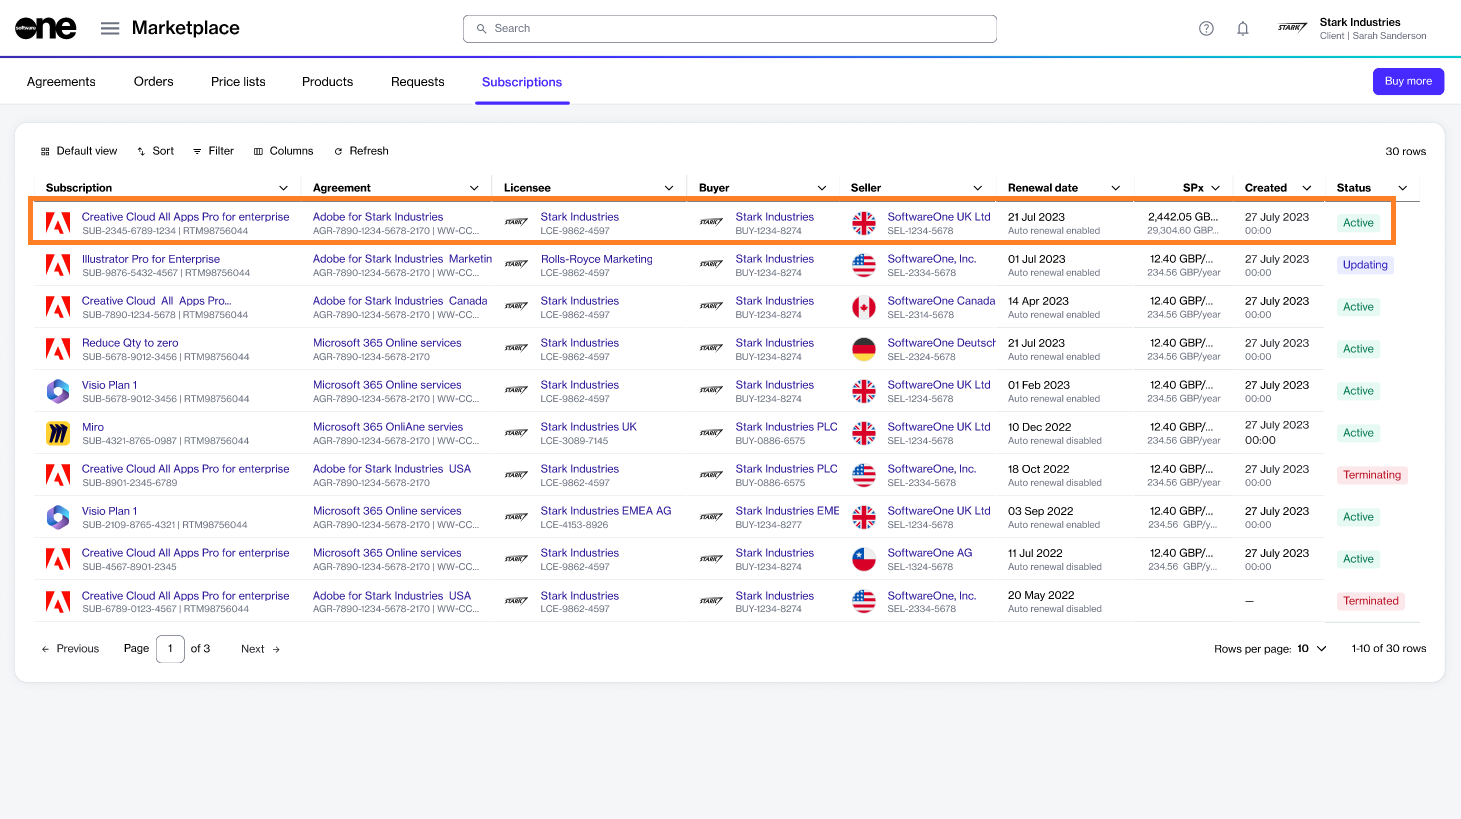 software one Marketplace Search Stark Industries
STARK Client | Sarah Sanderson
Agreements Orders Price lists Products Requests Subscriptions Buy more
Default view Sort Filter Columns Refresh 30 rows
Subscription Agreement Licensee Buyer Seller Renewal date SPx Created Status
Creative Cloud All Apps Pro for enterprise Adobe for Stark Industries STARK Stark Industries STARK Stark Industries SoftwareOne UK Ltd 21 Jul 2023 2,442.05 GB... 27 July 2023 Active
SUB-2345-6789-1234 | RTM98756044 AGR-7890-1234-5678-2170 | WW-CC... LCE-9862-4597 BUY-1234-8274 SEL-1234-5678 Auto renewal enabled 29,304.60 GBP... 00:00
Illustrator Pro for Enterprise Adobe for Stark Industries Marketin STARK Rolls-Royce Marketing STARK Stark Industries SoftwareOne, Inc. 01 Jul 2023 12.40 GBP/... 27 July 2023 Updating
SUB-9876-5432-4567 | RTM98756044 AGR-7890-1234-5678-2170 | WW-CC... LCE-9862-4597 BUY-1234-8274 SEL-2334-5678 Auto renewal enabled 234.56 GBP/year 00:00
Creative Cloud All Apps Pro... Adobe for Stark Industries Canada STARK Stark Industries STARK Stark Industries SoftwareOne Canada 14 Apr 2023 12.40 GBP/... 27 July 2023 Active
SUB-7890-1234-5678 | RTM98756044 AGR-7890-1234-5678-2170 | WW-CC... LCE-9862-4597 BUY-1234-8274 SEL-2314-5678 Auto renewal enabled 234.56 GBP/year 00:00
Reduce Qty to zero Microsoft 365 Online services STARK Stark Industries STARK Stark Industries SoftwareOne Deutsch 21 Jul 2023 12.40 GBP/... 27 July 2023 Active
SUB-5678-9012-3456 | RTM98756044 AGR-7890-1234-5678-2170 LCE-9862-4597 BUY-1234-8274 SEL-2324-5678 Auto renewal enabled 234.56 GBP/year 00:00
Visio Plan 1 Microsoft 365 Online services STARK Stark Industries STARK Stark Industries SoftwareOne UK Ltd 01 Feb 2023 12.40 GBP/... 27 July 2023 Active
SUB-5678-9012-3456 | RTM98756044 AGR-7890-1234-5678-2170 | WW-CC... LCE-9862-4597 BUY-1234-8274 SEL-1234-5678 Auto renewal enabled 234.56 GBP/year 00:00
Miro Microsoft 365 OnliAne servies STARK Stark Industries UK STARK Stark Industries PLC SoftwareOne UK Ltd 10 Dec 2022 12.40 GBP/... 27 July 2023 Active
SUB-4321-8765-0987 | RTM98756044 AGR-7890-1234-5678-2170 | WW-CC... LCE-3089-7145 BUY-0886-6575 SEL-1234-5678 Auto renewal disabled 234.56 GBP/year 00:00
Creative Cloud All Apps Pro for enterprise Adobe for Stark Industries USA STARK Stark Industries STARK Stark Industries PLC SoftwareOne, Inc. 18 Oct 2022 12.40 GBP/... 27 July 2023 Terminating
SUB-8901-2345-6789 AGR-7890-1234-5678-2170 LCE-9862-4597 BUY-0886-6575 SEL-2334-5678 Auto renewal disabled 234.56 GBP/year 00:00
Visio Plan 1 Microsoft 365 Online services STARK Stark Industries EMEA AG STARK Stark Industries EME SoftwareOne UK Ltd 03 Sep 2022 12.40 GBP/... 27 July 2023 Active
SUB-2109-8765-4321 | RTM98756044 AGR-7890-1234-5678-2170 | WW-CC... LCE-4153-8926 BUY-1234-8277 SEL-1234-5678 Auto renewal enabled 234.56 GBP/y... 00:00
Creative Cloud All Apps Pro for enterprise Microsoft 365 Online services STARK Stark Industries STARK Stark Industries SoftwareOne AG 11 Jul 2022 12.40 GBP/... 27 July 2023 Active
SUB-4567-8901-2345 AGR-7890-1234-5678-2170 | WW-CC... LCE-9862-4597 BUY-1234-8274 SEL-1324-5678 Auto renewal disabled 234.56 GBP/y... 00:00
Creative Cloud All Apps Pro for enterprise Adobe for Stark Industries USA STARK Stark Industries STARK Stark Industries SoftwareOne, Inc. 20 May 2022 — Terminated
SUB-6789-0123-4567 | RTM98756044 AGR-7890-1234-5678-2170 | WW-CC... LCE-9862-4597 BUY-1234-8274 SEL-2334-5678 Auto renewal disabled
Previous Page 1 of 3 Next Rows per page: 10 1-10 of 30 rows